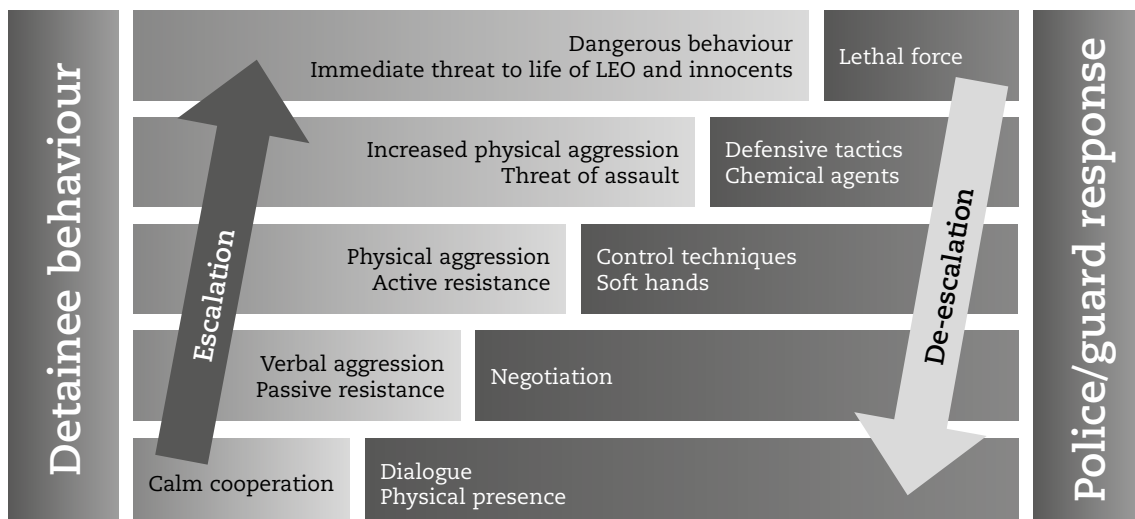 Detainee behaviour
Dangerous behaviour
Immediate threat to life of LEO and innocents
Lethal force
Increased physical aggression
Threat of assault
Defensive tactics
Chemical agents
Physical aggression
Active resistance
Control techniques
Soft hands
Verbal aggression
Passive resistance
Negotiation
Calm cooperation
Dialogue
Physical presence
Escalation
De-escalation
Police/guard response